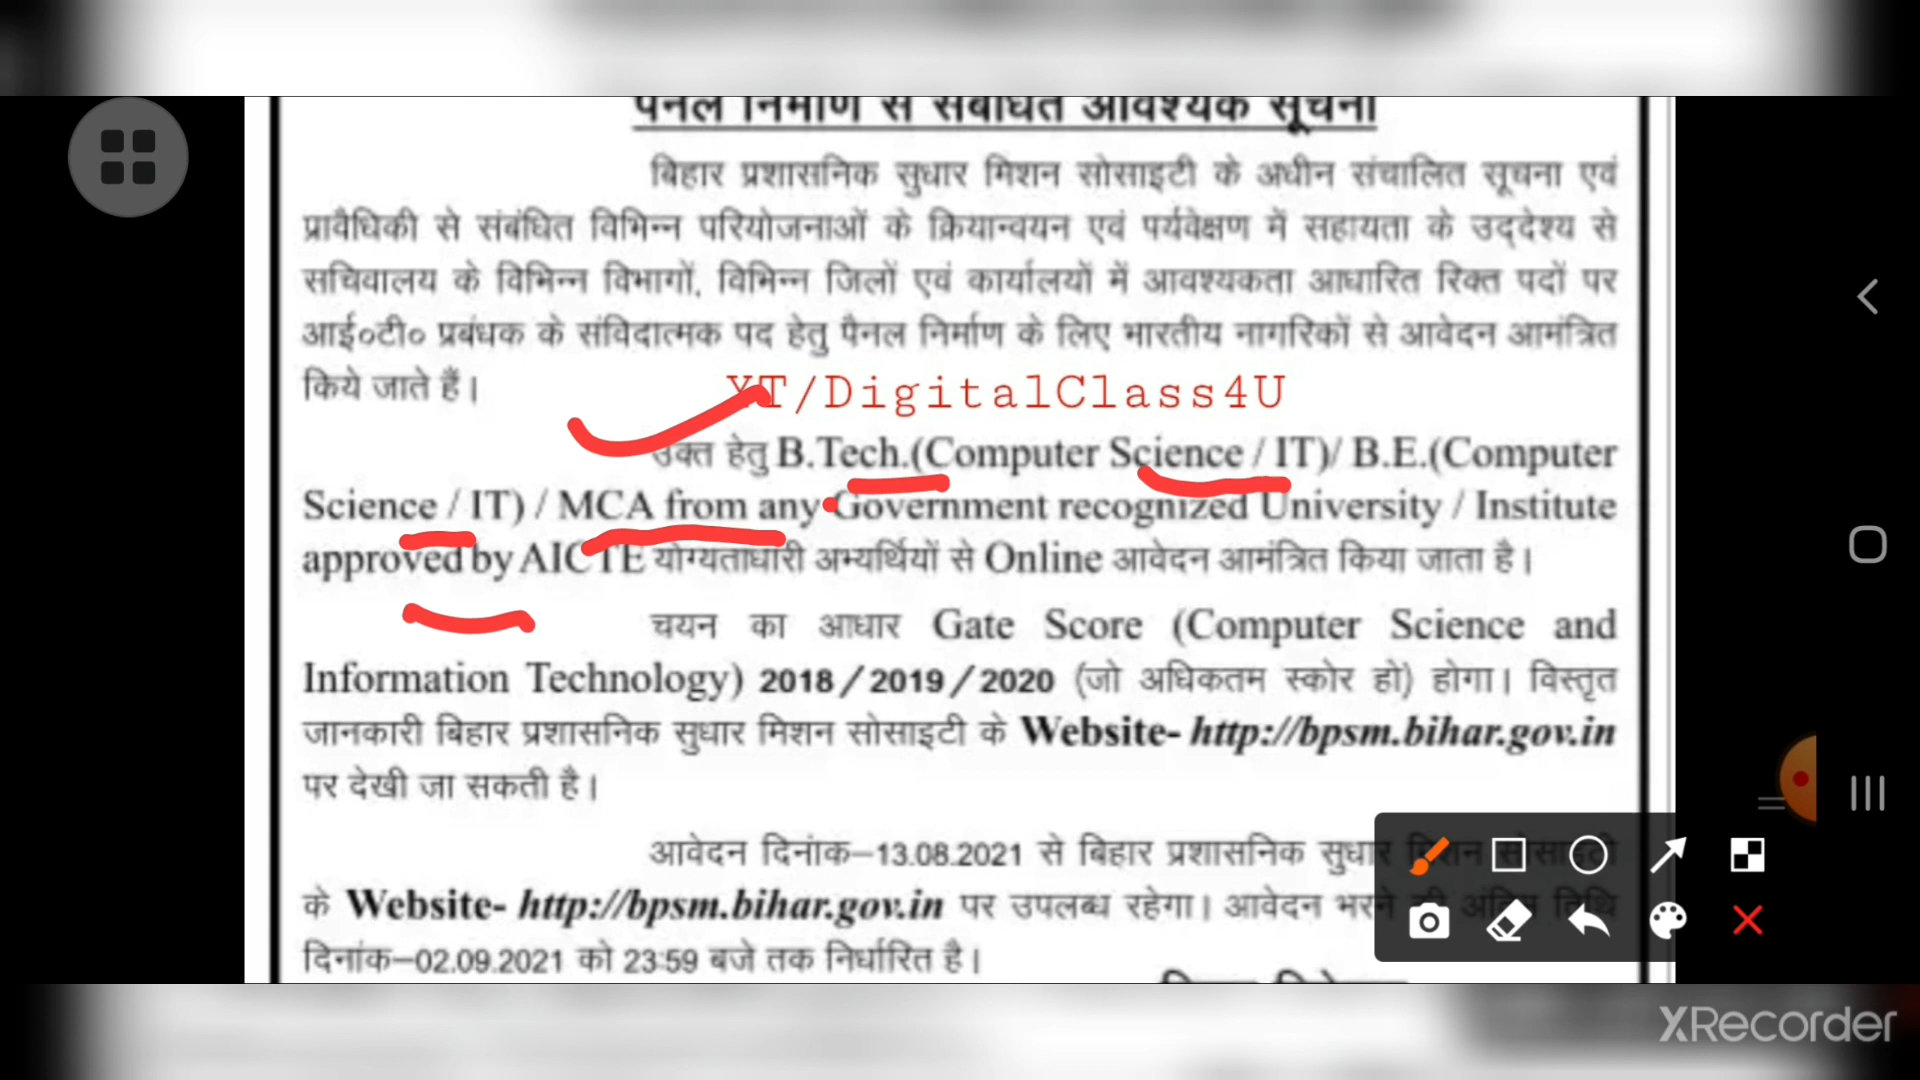 पैनल निर्माण से संबंधित आवश्यक सूचना
बिहार प्रशासनिक सुधार मिशन सोसाइटी के अधीन संचालित सूचना एवं
प्रावैधिकी से संबंधित विभिन्न परियोजनाओं के क्रियान्वयन एवं पर्यवेक्षण में सहायता के उद्देश्य से
सचिवालय के विभिन्न विभागों, विभिन्न जिलों एवं कार्यालयों में आवश्यकता आधारित रिक्त पदों पर
आई०टी० प्रबंधक के संविदात्मक पद हेतु पैनल निर्माण के लिए भारतीय नागरिकों से आवेदन आमंत्रित
किये जाते हैं।
YT/DigitalClass4U
उक्त हेतु B.Tech.(Computer Science / IT)/ B.E.(Computer
Science / IT) / MCA from any Government recognized University / Institute
approved by AICTE योग्यताधारी अभ्यर्थियों से Online आवेदन आमंत्रित किया जाता है।
चयन का आधार Gate Score (Computer Science and
Information Technology) 2018/2019/2020 (जो अधिकतम स्कोर हो) होगा। विस्तृत
जानकारी बिहार प्रशासनिक सुधार मिशन सोसाइटी के Website- http://bpsm.bihar.gov.in
पर देखी जा सकती है।
आवेदन दिनांक–13.08.2021 से बिहार प्रशासनिक सुधार मिशन सोसाइटी
के Website- http://bpsm.bihar.gov.in पर उपलब्ध रहेगा। आवेदन भरने की अंतिम तिथि
दिनांक–02.09.2021 को 23:59 बजे तक निर्धारित है।
XRecorder